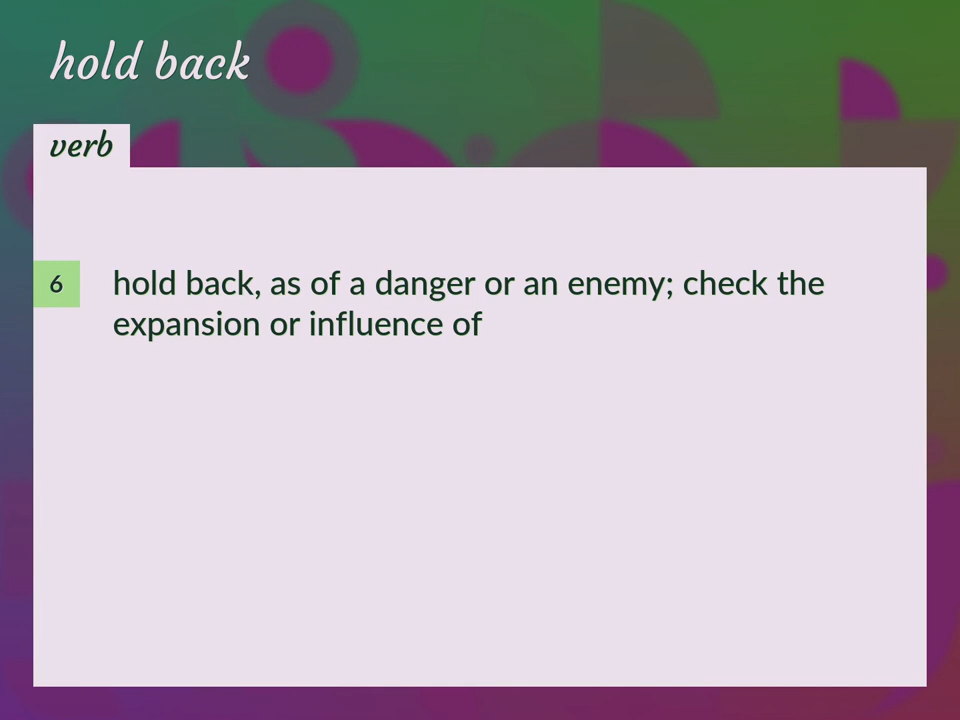 hold back
verb
6
hold back, as of a danger or an enemy; check the
expansion or influence of